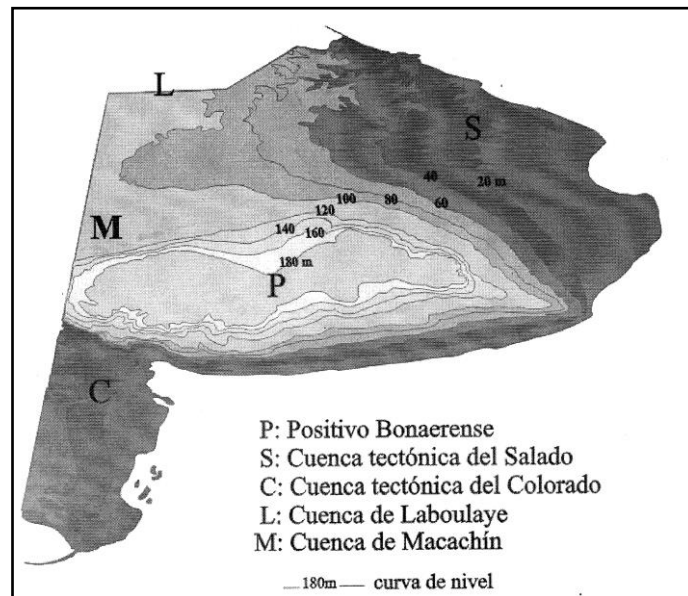 L
S
40
20 m
100
80
60
120
M
140
160
180 m
P
C
P: Positivo Bonaerense
S: Cuenca tectónica del Salado
C: Cuenca tectónica del Colorado
L: Cuenca de Laboulaye
M: Cuenca de Macachín
180m curva de nivel